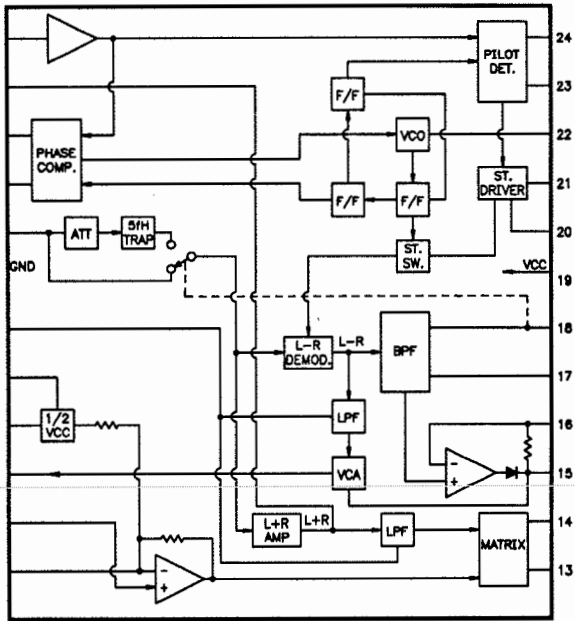 24
PILOT
DET.
23
F/F
22
VCO
PHASE
COMP.
21
ST.
DRIVER
F/F
F/F
20
ATT
5fH
TRAP
ST.
SW.
GND
VCC
19
18
L-R
DEMOD.
L-R
BPF
17
1/2
VCC
LPF
16
-
+
15
VCA
14
L+R
AMP
L+R
LPF
MATRIX
13
-
+